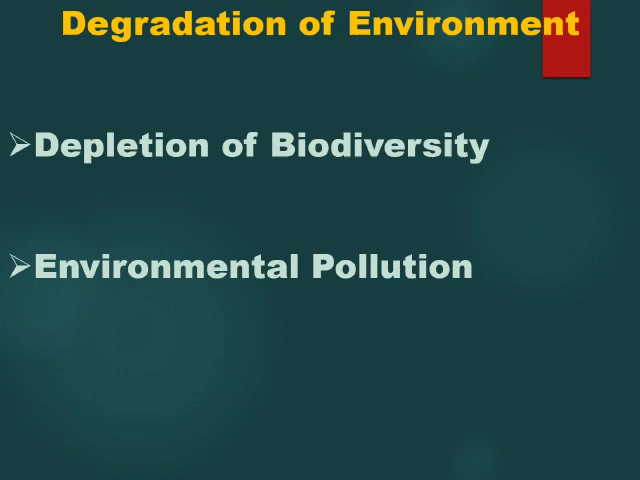 Degradation of Environment
➢Depletion of Biodiversity
➢Environmental Pollution